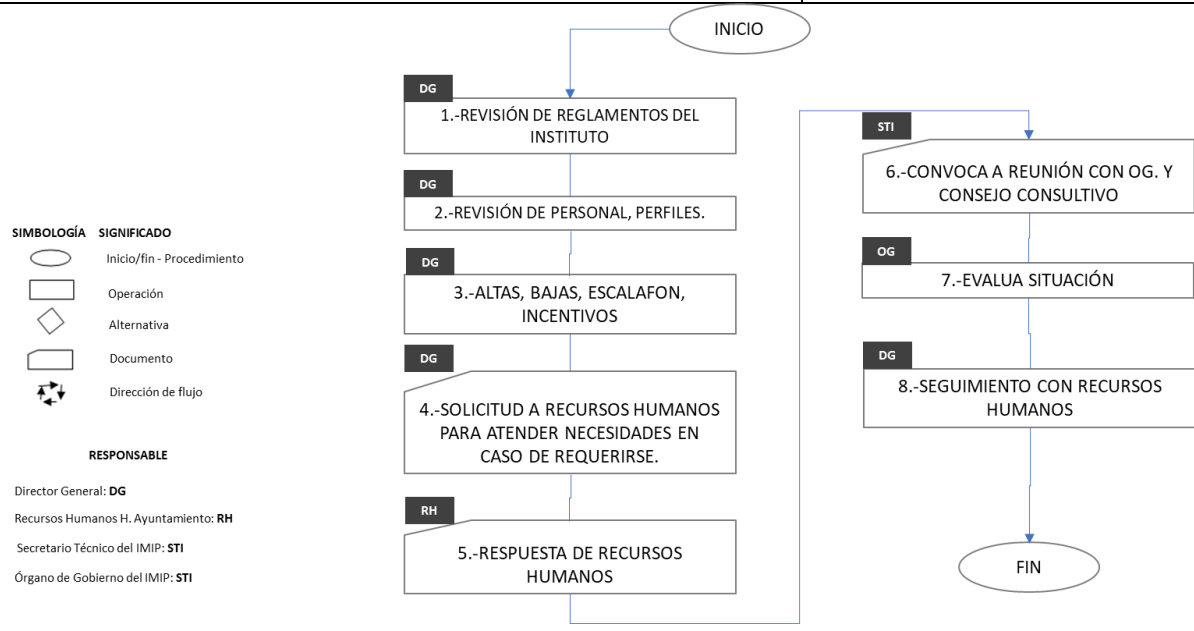 INICIO
DG
1.-REVISIÓN DE REGLAMENTOS DEL
INSTITUTO
DG
2.-REVISIÓN DE PERSONAL, PERFILES.
DG
3.-ALTAS, BAJAS, ESCALAFON,
INCENTIVOS
DG
4.-SOLICITUD A RECURSOS HUMANOS
PARA ATENDER NECESIDADES EN
CASO DE REQUERIRSE.
RH
5.-RESPUESTA DE RECURSOS
HUMANOS
STI
6.-CONVOCA A REUNIÓN CON OG. Y
CONSEJO CONSULTIVO
OG
7.-EVALUA SITUACIÓN
DG
8.-SEGUIMIENTO CON RECURSOS
HUMANOS
FIN
SIMBOLOGÍA SIGNIFICADO
Inicio/fin - Procedimiento
Operación
Alternativa
Documento
Dirección de flujo
RESPONSABLE
Director General: DG
Recursos Humanos H. Ayuntamiento: RH
Secretario Técnico del IMIP: STI
Órgano de Gobierno del IMIP: STI